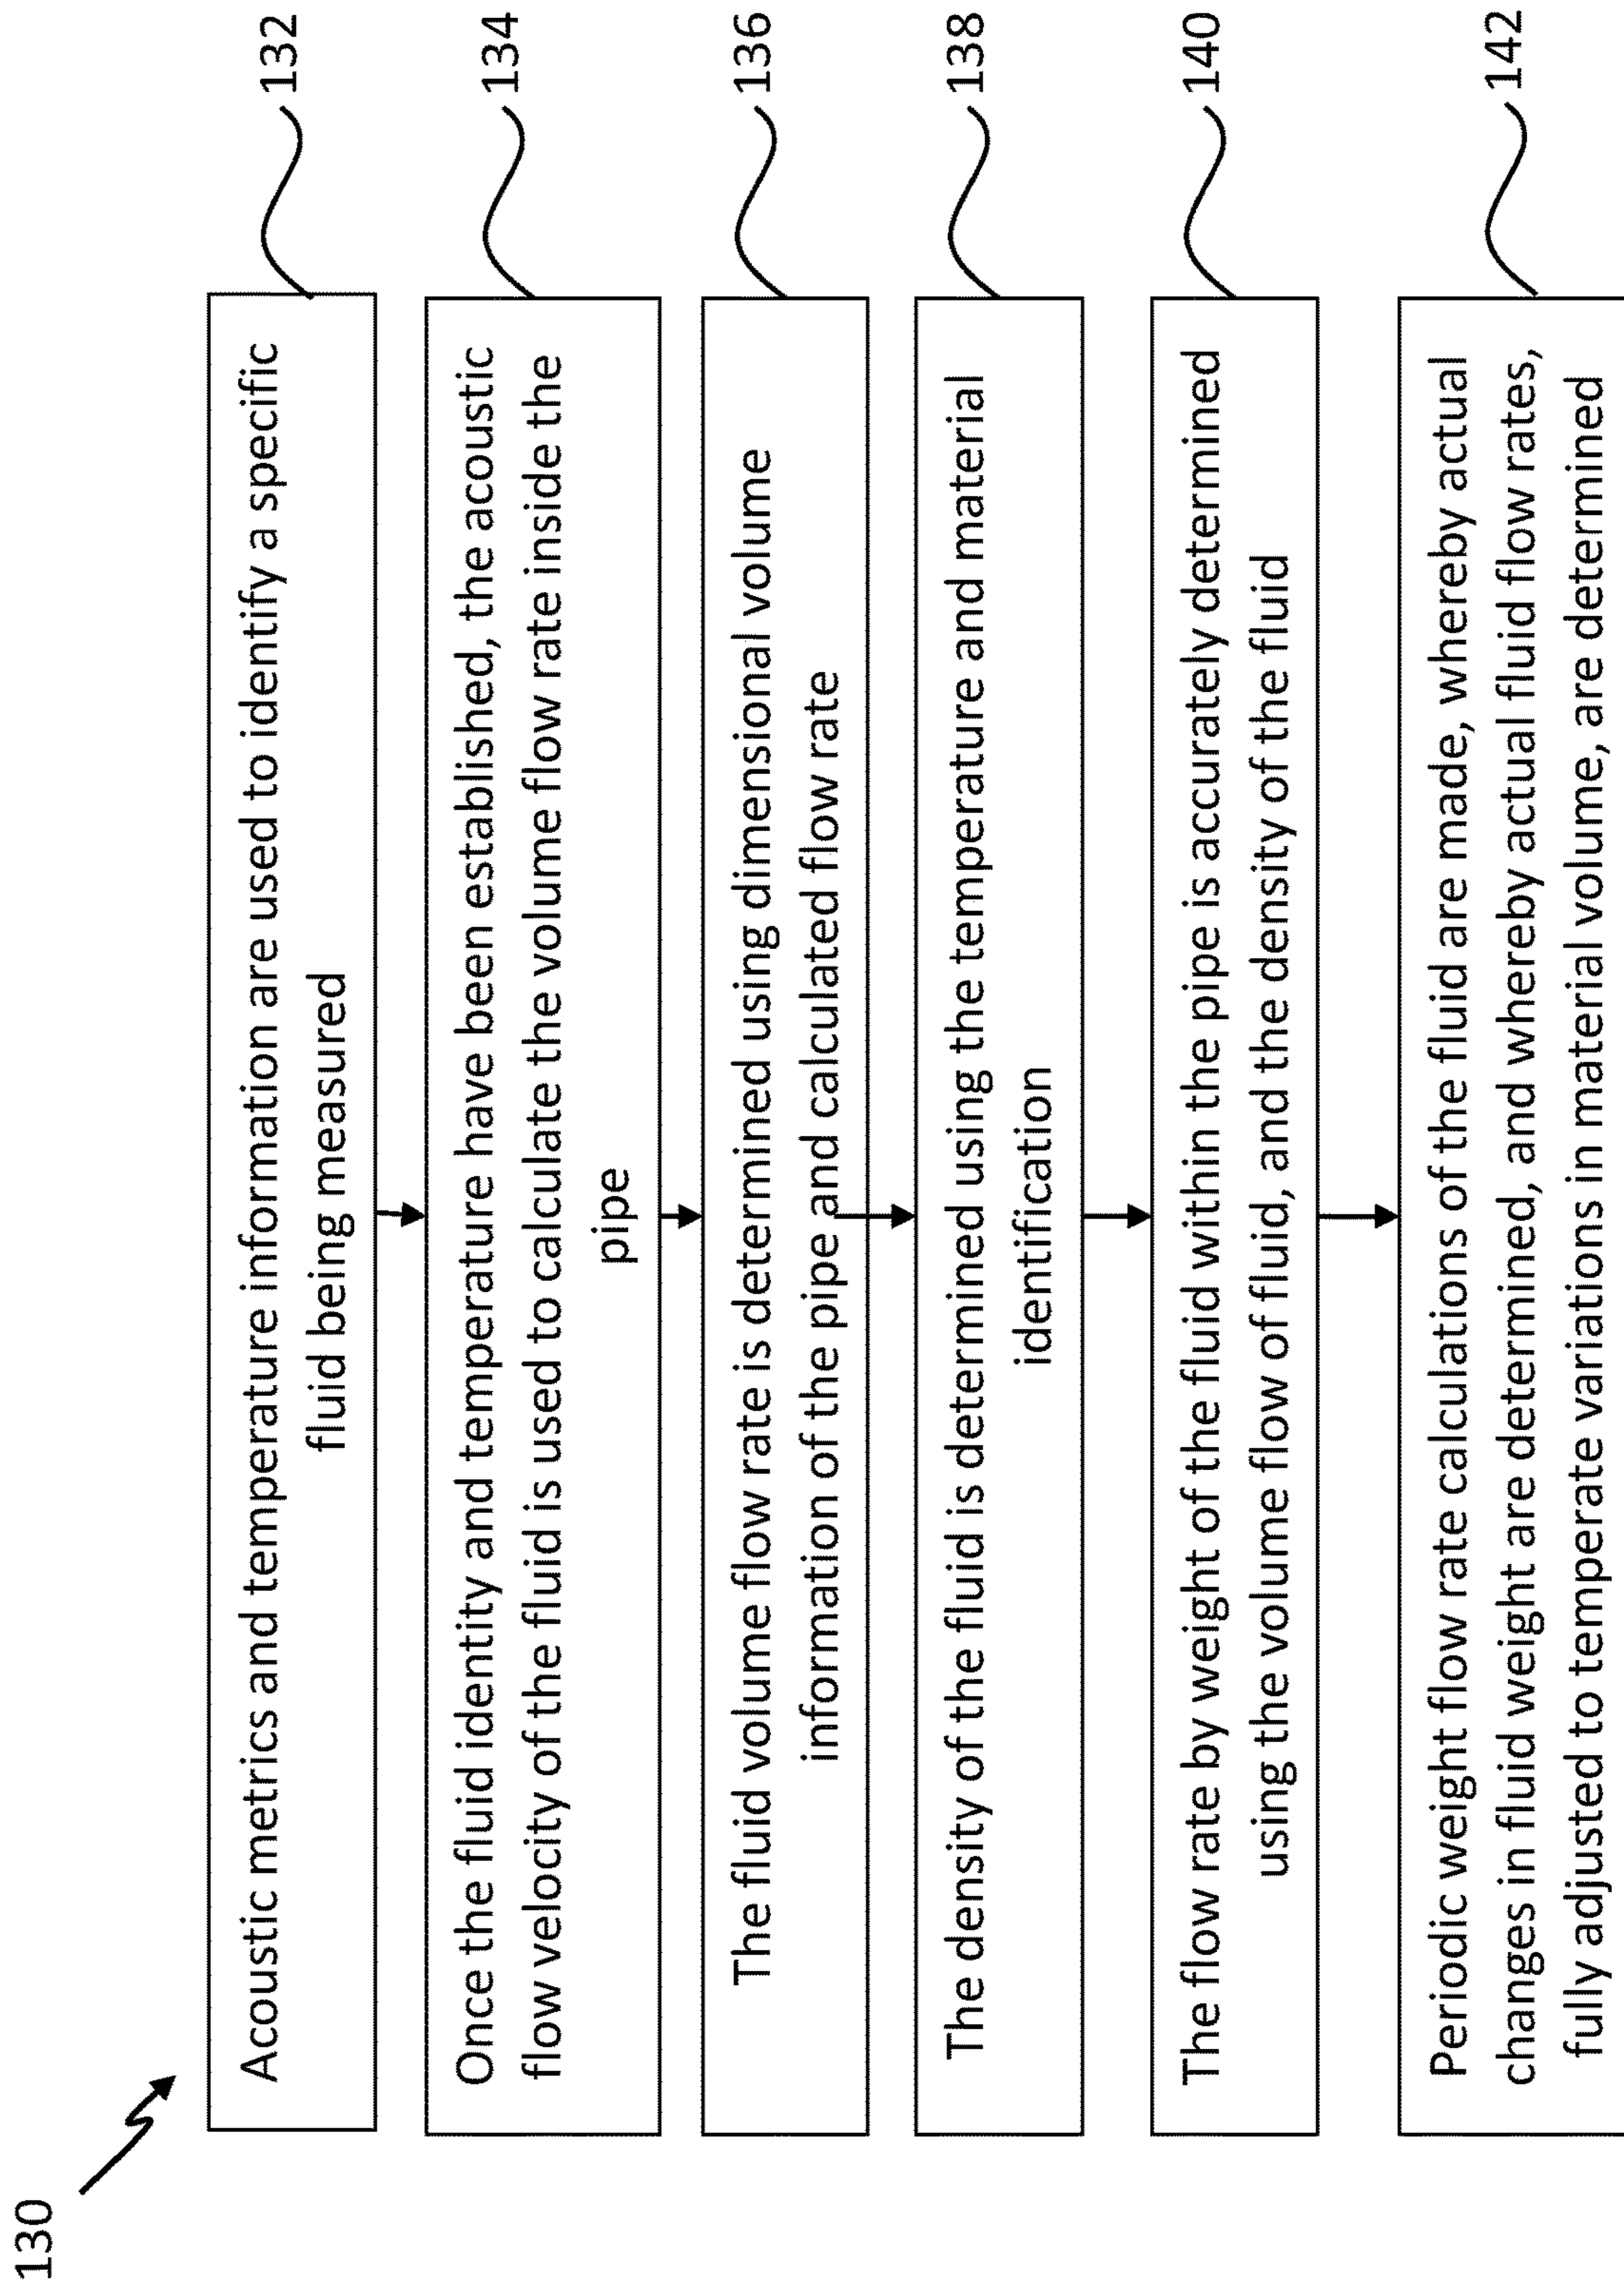 130
Acoustic metrics and temperature information are used to identify a specific
fluid being measured
132
Once the fluid identity and temperature have been established, the acoustic
flow velocity of the fluid is used to calculate the volume flow rate inside the
pipe
134
The fluid volume flow rate is determined using dimensional volume
information of the pipe and calculated flow rate
136
The density of the fluid is determined using the temperature and material
identification
138
The flow rate by weight of the fluid within the pipe is accurately determined
using the volume flow of fluid, and the density of the fluid
140
Periodic weight flow rate calculations of the fluid are made, whereby actual
changes in fluid weight are determined, and whereby actual fluid flow rates,
fully adjusted to temperate variations in material volume, are determined
142